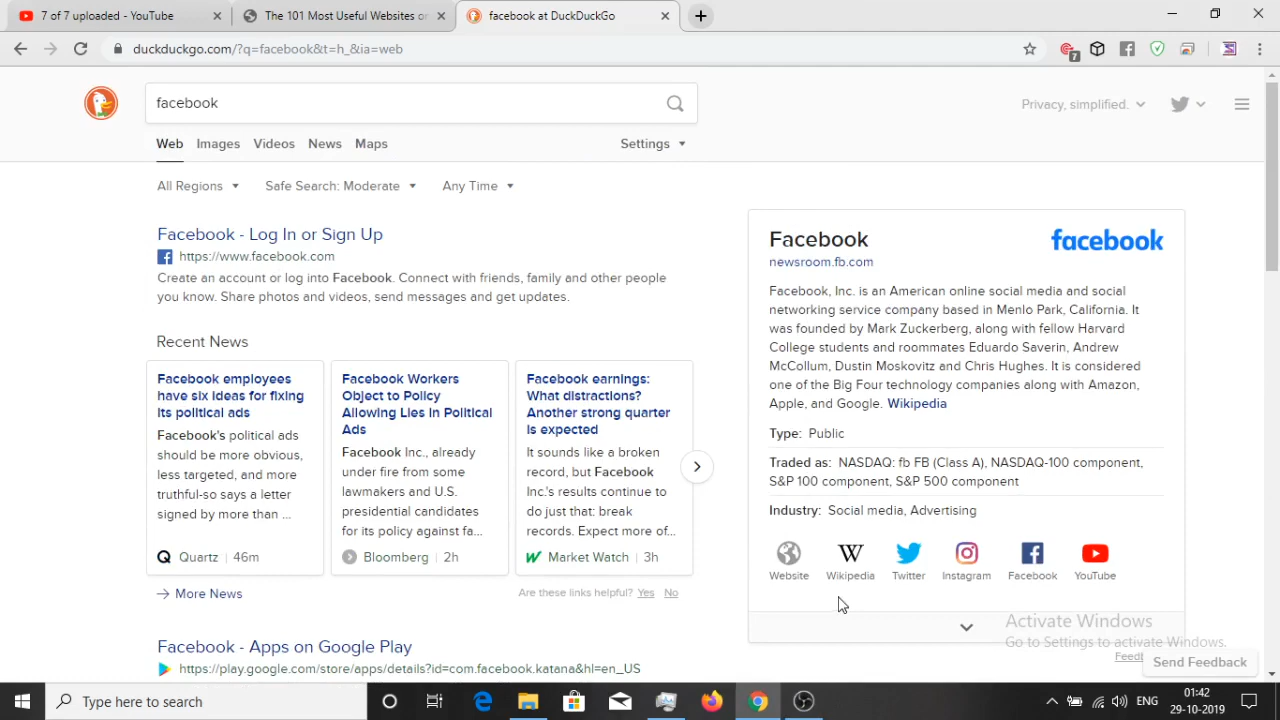 7 of 7 uploaded - YouTube
The 101 Most Useful Websites on
facebook at DuckDuckGo
duckduckgo.com/?q=facebook&t=h_&ia=web
7
facebook
Privacy, simplified.
Web Images Videos News Maps Settings
All Regions Safe Search: Moderate Any Time
Facebook - Log In or Sign Up
https://www.facebook.com
Create an account or log into Facebook. Connect with friends, family and other people
you know. Share photos and videos, send messages and get updates.
Recent News
Facebook employees
have six ideas for fixing
its political ads
Facebook's political ads
should be more obvious,
less targeted, and more
truthful-so says a letter
signed by more than ...
Quartz 46m
Facebook Workers
Object to Policy
Allowing Lies in Political
Ads
Facebook Inc., already
under fire from some
lawmakers and U.S.
presidential candidates
for its policy against fa...
Bloomberg 2h
Facebook earnings:
What distractions?
Another strong quarter
is expected
It sounds like a broken
record, but Facebook
Inc.'s results continue to
do just that: break
records. Expect more of...
Market Watch 3h
More News
Are these links helpful? Yes No
Facebook - Apps on Google Play
https://play.google.com/store/apps/details?id=com.facebook.katana&hl=en_US
Facebook
facebook
newsroom.fb.com
Facebook, Inc. is an American online social media and social
networking service company based in Menlo Park, California. It
was founded by Mark Zuckerberg, along with fellow Harvard
College students and roommates Eduardo Saverin, Andrew
McCollum, Dustin Moskovitz and Chris Hughes. It is considered
one of the Big Four technology companies along with Amazon,
Apple, and Google. Wikipedia
Type: Public
Traded as: NASDAQ: fb FB (Class A), NASDAQ-100 component,
S&P 100 component, S&P 500 component
Industry: Social media, Advertising
Website Wikipedia Twitter Instagram Facebook YouTube
Activate Windows
Go to Settings to activate Windows.
Send Feedback
Type here to search
ENG
01:42
29-10-2019